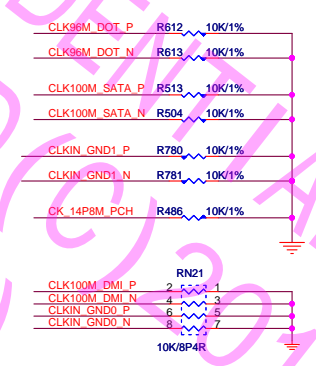 CLK96M_DOT_P R612 10K/1%
CLK96M_DOT_N R613 10K/1%
CLK100M_SATA_P R513 10K/1%
CLK100M_SATA_N R504 10K/1%
CLKIN_GND1_P R780 10K/1%
CLKIN_GND1_N R781 10K/1%
CK_14P8M_PCH R486 10K/1%
RN21
CLK100M_DMI_P 2 1
CLK100M_DMI_N 4 3
CLKIN_GND0_P 6 5
CLKIN_GND0_N 8 7
10K/8P4R